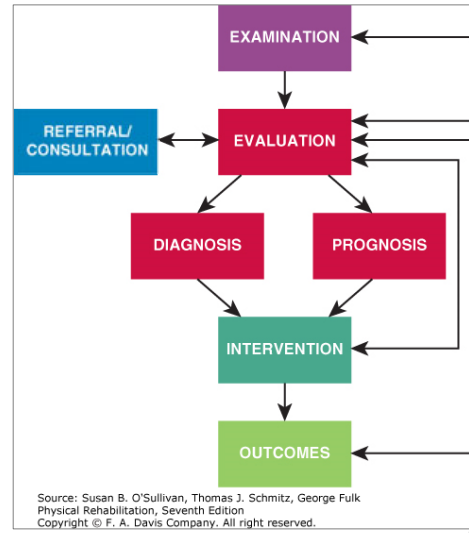 EXAMINATION
REFERRAL/
CONSULTATION
EVALUATION
DIAGNOSIS
PROGNOSIS
INTERVENTION
OUTCOMES
Source: Susan B. O'Sullivan, Thomas J. Schmitz, George Fulk
Physical Rehabilitation, Seventh Edition
Copyright © F. A. Davis Company. All right reserved.